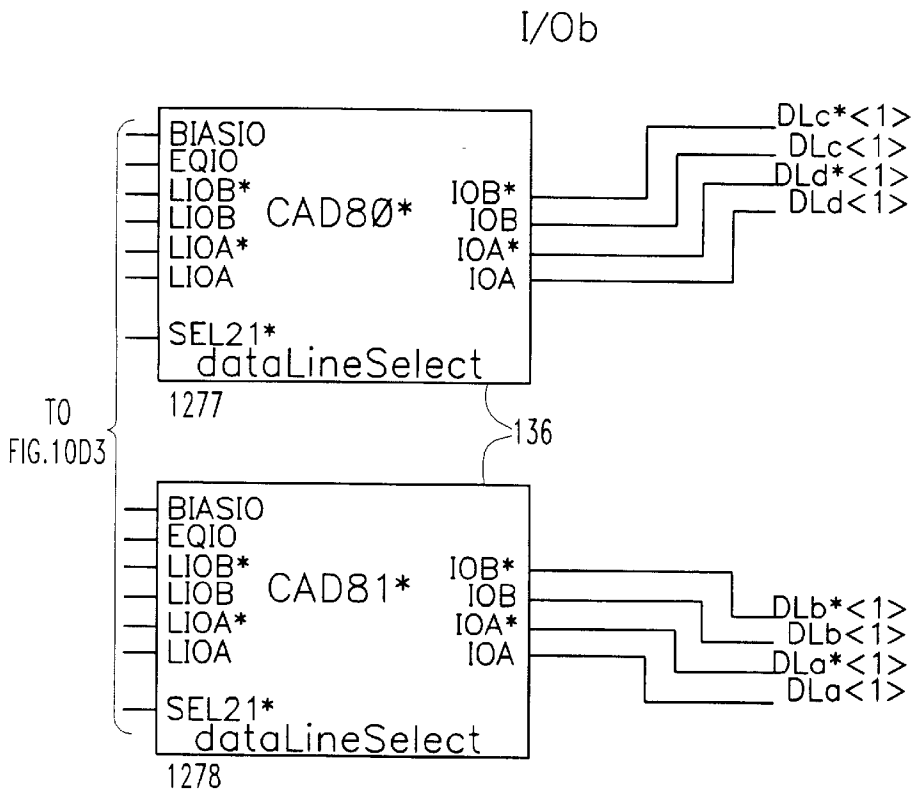 I/Ob
BIASIO
EQIO
LIOB*
LIOB
LIOA*
LIOA
SEL21*
CAD8Ø*
IOB*
IOB
IOA*
IOA
dataLineSelect
1277
DLc*<1>
DLc<1>
DLd*<1>
DLd<1>
TO
FIG.10D3
136
BIASIO
EQIO
LIOB*
LIOB
LIOA*
LIOA
SEL21*
CAD81*
IOB*
IOB
IOA*
IOA
dataLineSelect
1278
DLb*<1>
DLb<1>
DLa*<1>
DLa<1>